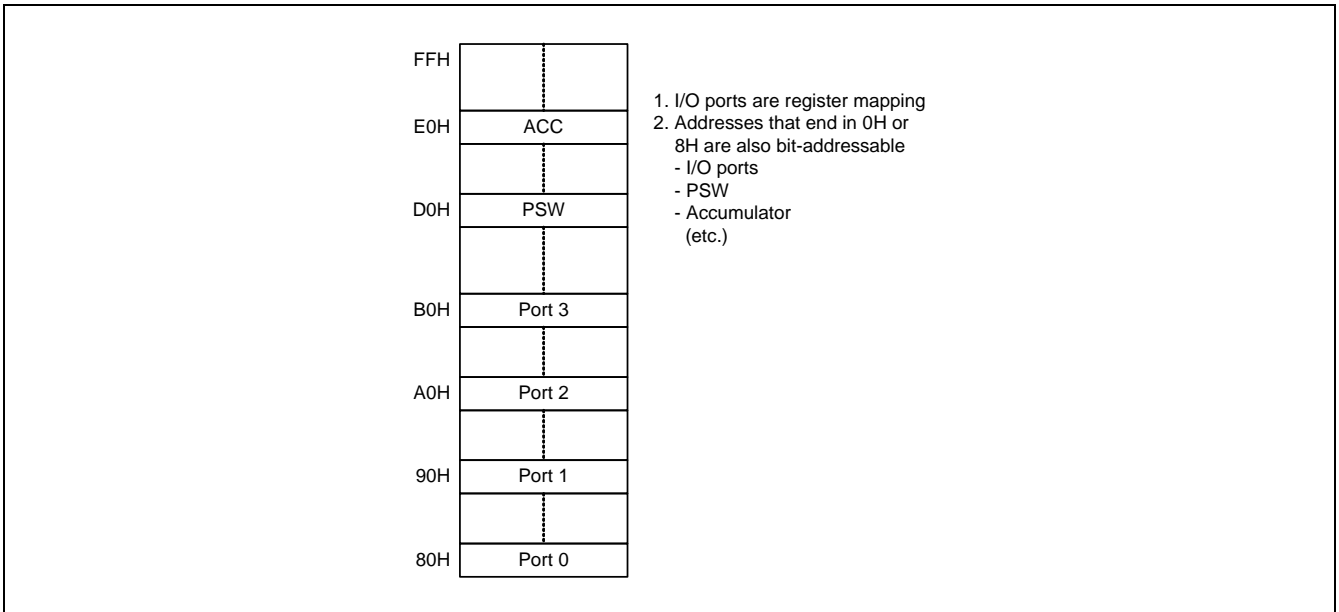 FFH
E0H ACC
D0H PSW
B0H Port 3
A0H Port 2
90H Port 1
80H Port 0
1. I/O ports are register mapping
2. Addresses that end in 0H or
8H are also bit-addressable
- I/O ports
- PSW
- Accumulator
(etc.)